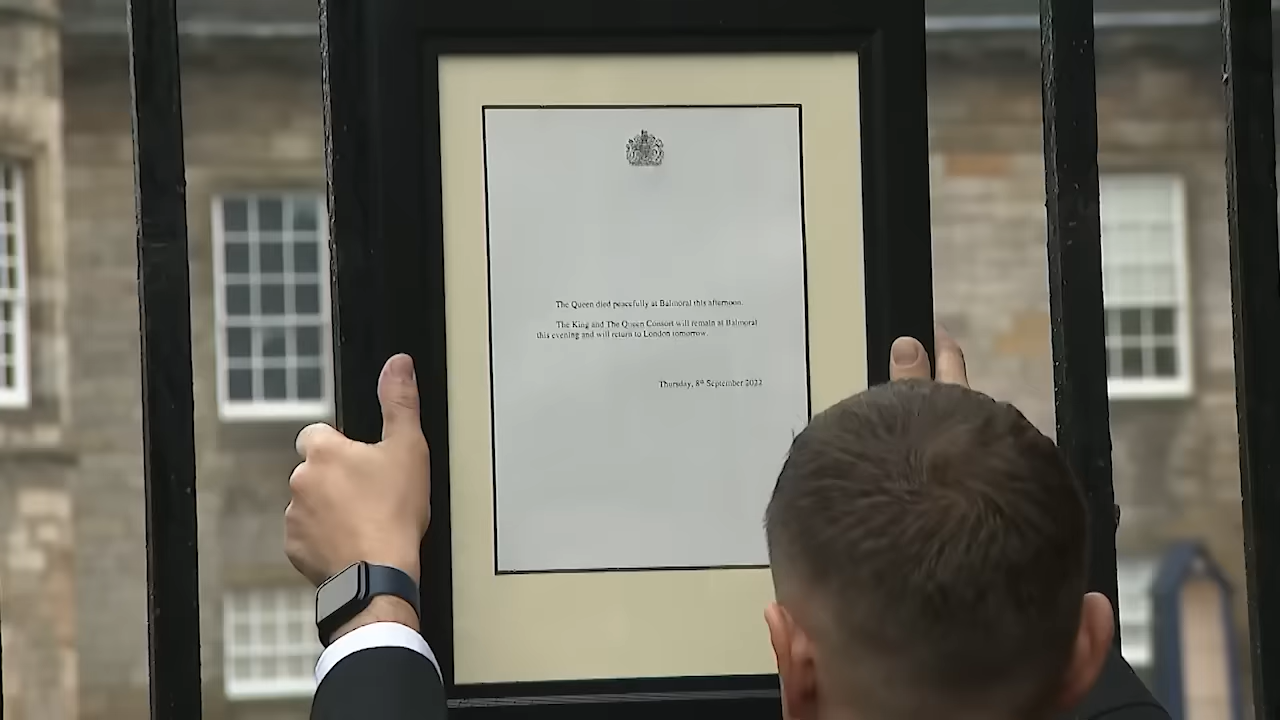 The Queen died peacefully at Balmoral this afternoon.
The King and The Queen Consort will remain at Balmoral
this evening and will return to London tomorrow.
Thursday, 8th September 2022